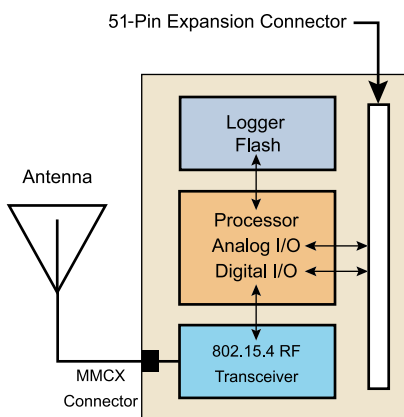 51-Pin Expansion Connector
Logger
Flash
Antenna
Processor
Analog I/O
Digital I/O
802.15.4 RF
Transceiver
MMCX
Connector